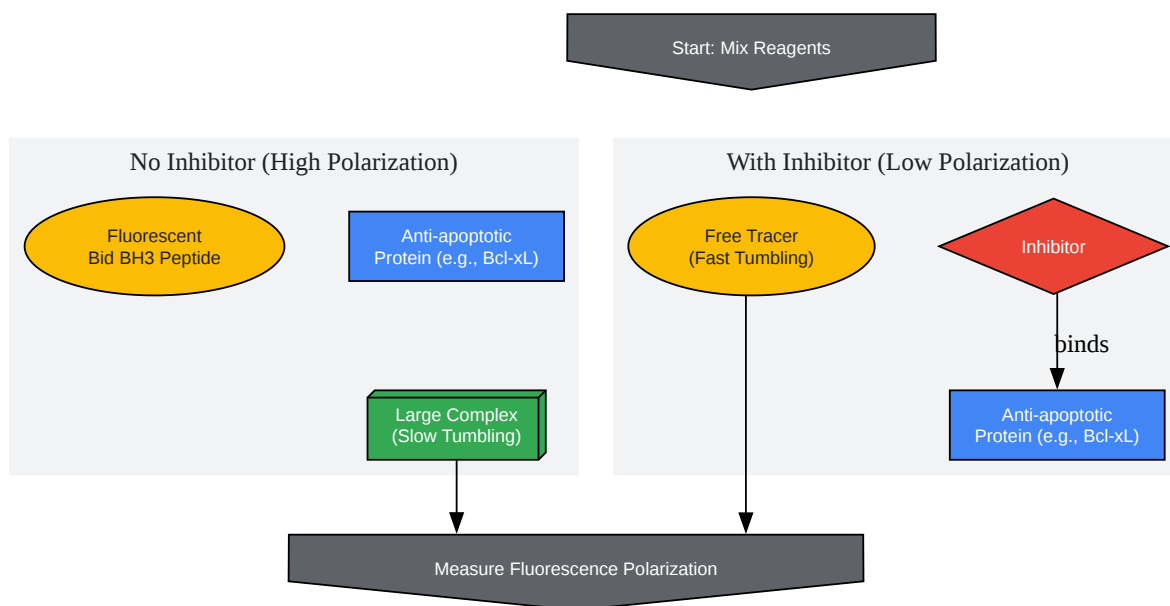 Start: Mix Reagents
No Inhibitor (High Polarization)
Fluorescent
Bid BH3 Peptide
Anti-apoptotic
Protein (e.g., Bcl-xL)
Large Complex
(Slow Tumbling)
With Inhibitor (Low Polarization)
Free Tracer
(Fast Tumbling)
Inhibitor
binds
Anti-apoptotic
Protein (e.g., Bcl-xL)
Measure Fluorescence Polarization